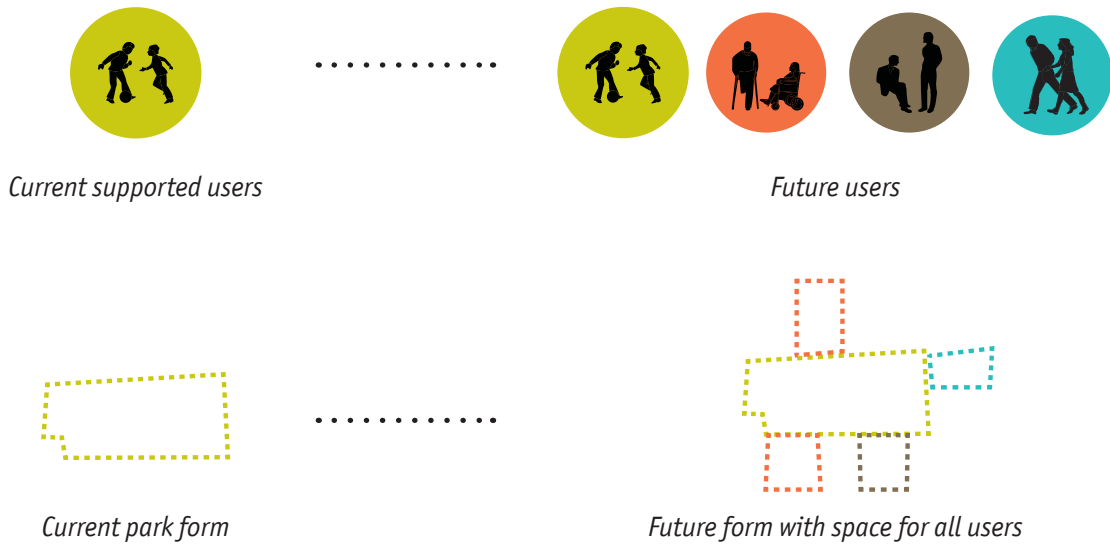 Current supported users
Future users
Current park form
Future form with space for all users